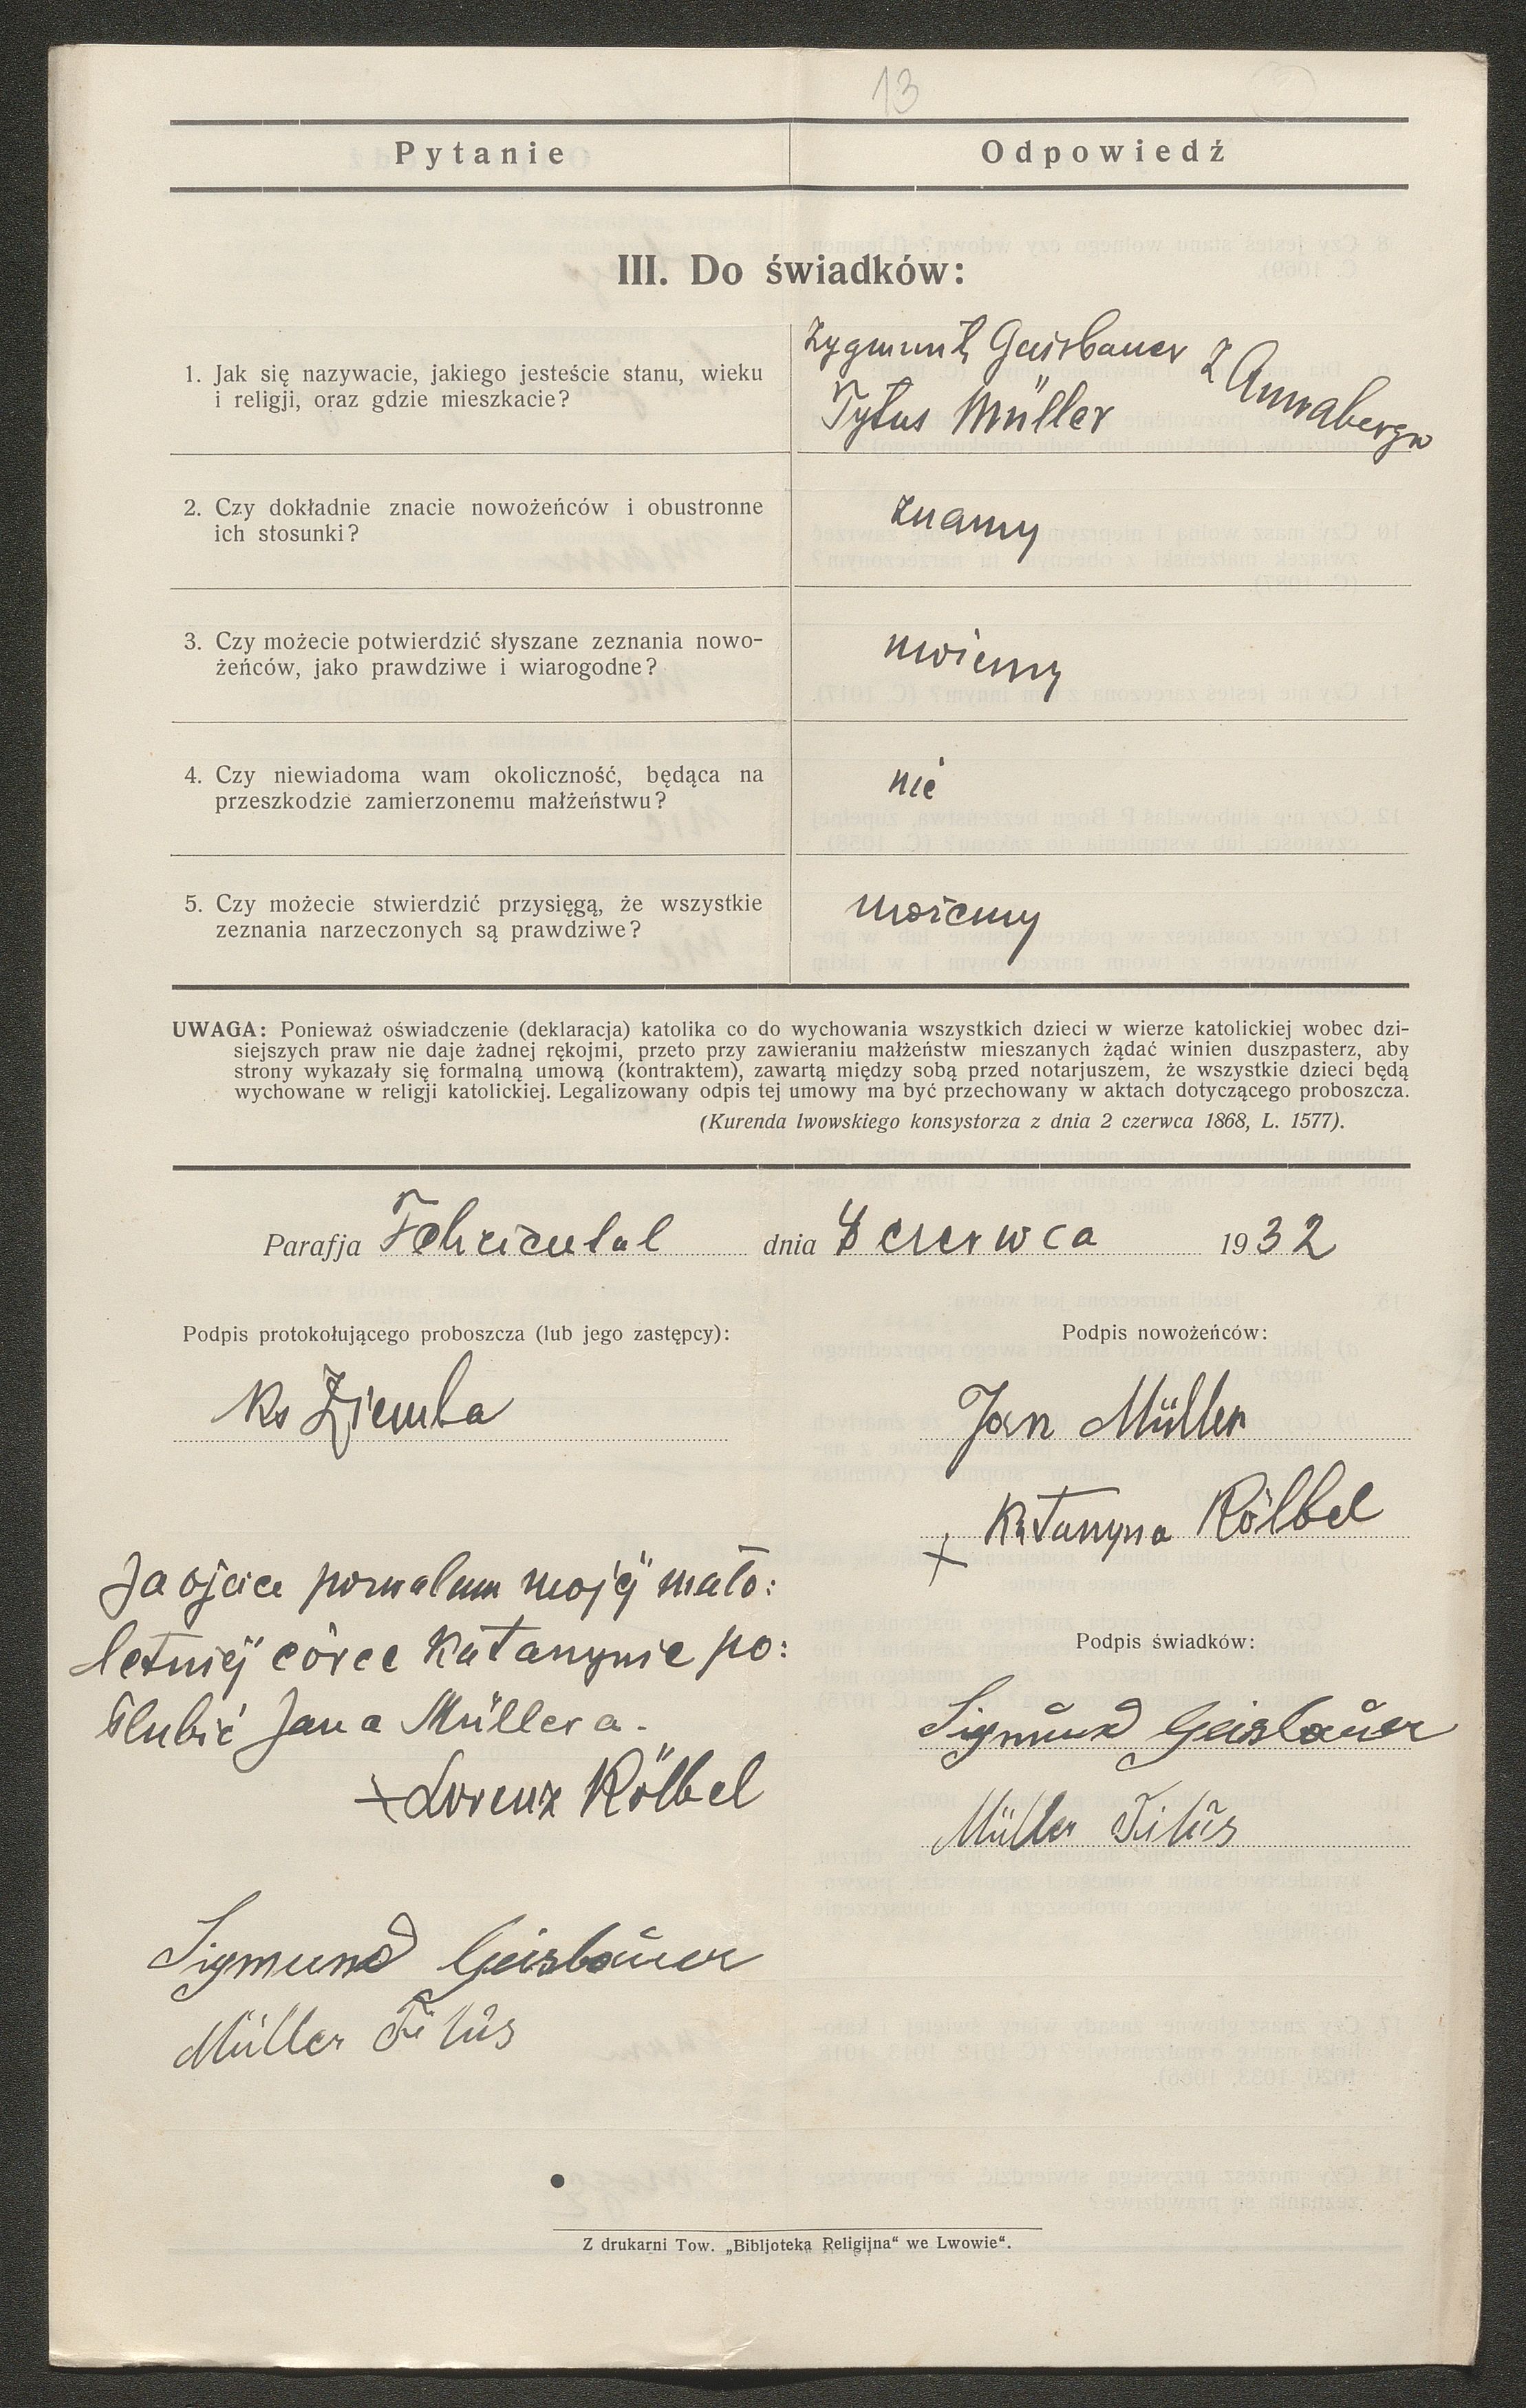 13
Pytanie Odpowiedź
III. Do świadków:
1. Jak się nazywacie, jakiego jesteście stanu, wieku
i religji, oraz gdzie mieszkacie?
Zygmunt Geisbauer z Annabergu
Tytus Müller
2. Czy dokładnie znacie nowożeńców i obustronne
ich stosunki?
znamy
3. Czy możecie potwierdzić słyszane zeznania nowo-
żeńców, jako prawdziwe i wiarogodne?
możemy
4. Czy niewiadoma wam okoliczność, będąca na
przeszkodzie zamierzonemu małżeństwu?
nie
5. Czy możecie stwierdzić przysięgą, że wszystkie
zeznania narzeczonych są prawdziwe?
możemy
UWAGA: Ponieważ oświadczenie (deklaracja) katolika co do wychowania wszystkich dzieci w wierze katolickiej wobec dzi-
siejszych praw nie daje żadnej rękojmi, przeto przy zawieraniu małżeństw mieszanych żądać winien duszpasterz, aby
strony wykazały się formalną umową (kontraktem), zawartą między sobą przed notarjuszem, że wszystkie dzieci będą
wychowane w religji katolickiej. Legalizowany odpis tej umowy ma być przechowany w aktach dotyczącego proboszcza.
(Kurenda lwowskiego konsystorza z dnia 2 czerwca 1868, L. 1577).
Parafja Felizienthal dnia 8 czerwca 1932
Podpis protokołującego proboszcza (lub jego zastępcy):
Ks Ziemba
Podpis nowożeńców:
Jan Müller
+ Katarzyna Kölbel
Ja ojciec pozwalam mojej mało:
letniej córce Katarzynie po:
ślubić Jana Müllera.
+ Lorenz Kölbel
Podpis świadków:
Sigmund Geisbauer
Müller Titus
Sigmund Geisbauer
Müller Titus
Z drukarni Tow. „Bibljoteka Religijna“ we Lwowie“.